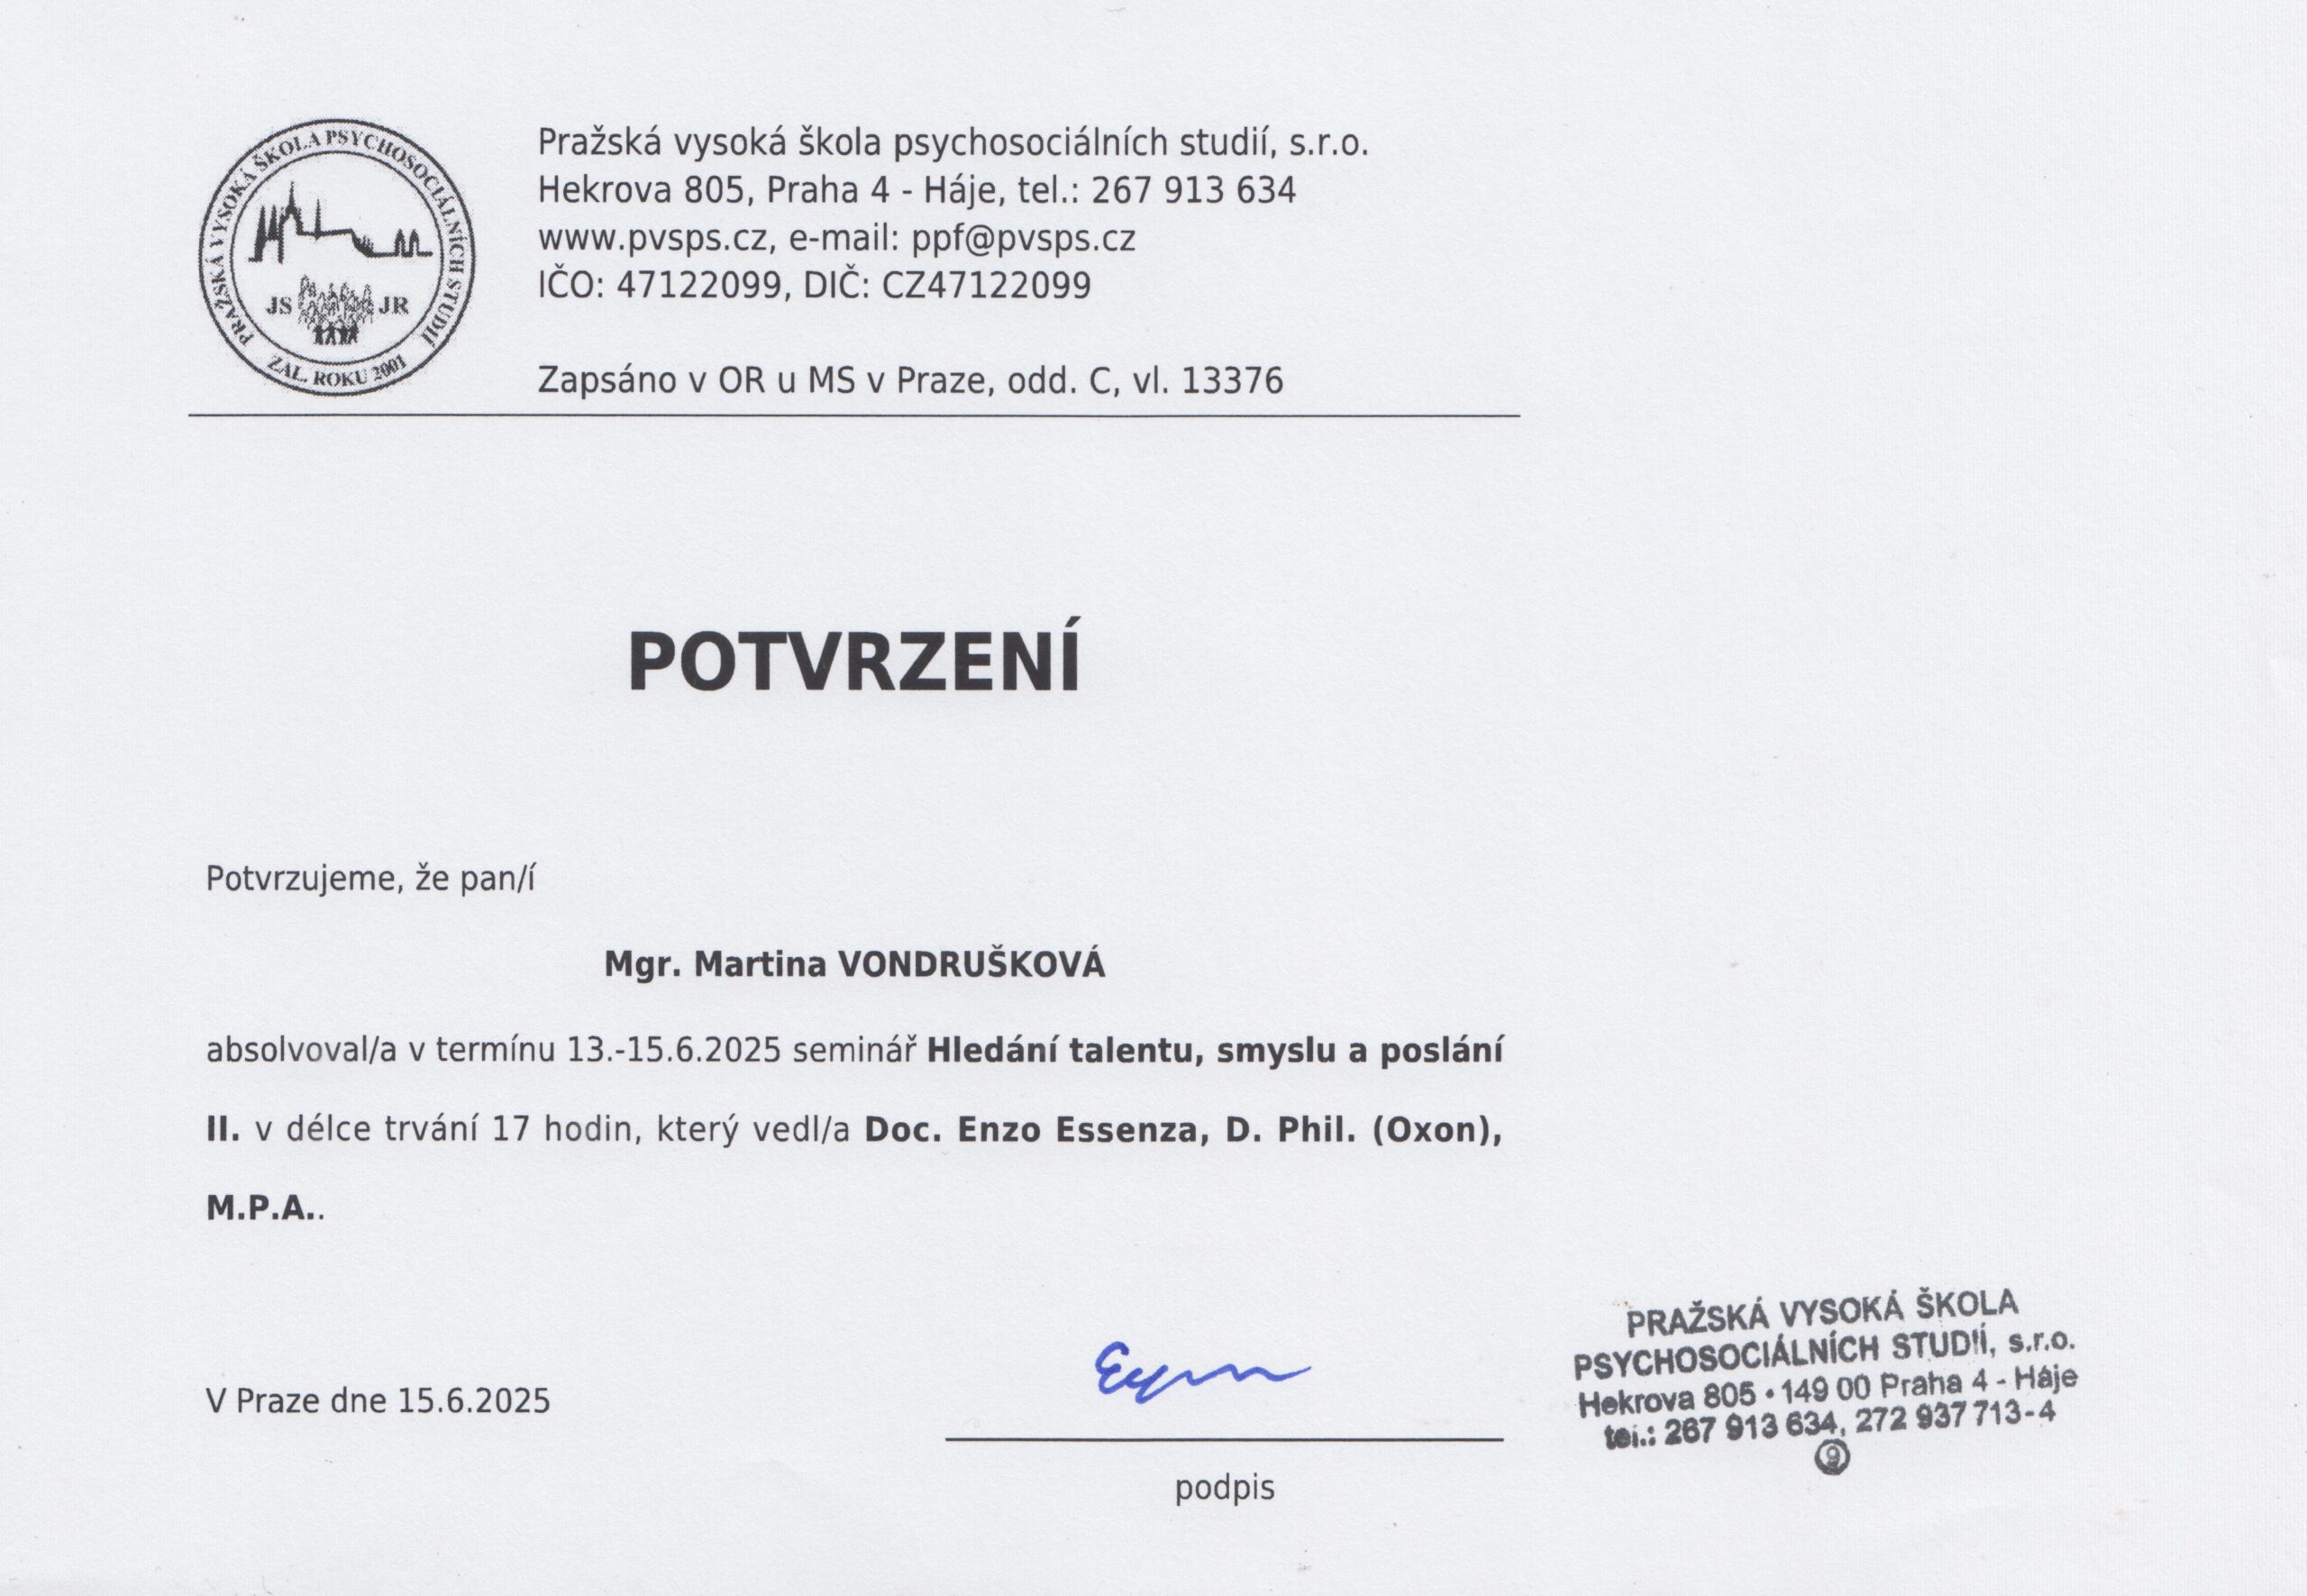 PRAŽSKÁ VYSOKÁ ŠKOLA PSYCHOSOCIÁLNÍCH STUDIÍ
JS JR
ZAL. ROKU 2001
Pražská vysoká škola psychosociálních studií, s.r.o.
Hekrova 805, Praha 4 - Háje, tel.: 267 913 634
www.pvsps.cz, e-mail: ppf@pvsps.cz
IČO: 47122099, DIČ: CZ47122099
Zapsáno v OR u MS v Praze, odd. C, vl. 13376
POTVRZENÍ
Potvrzujeme, že pan/í
Mgr. Martina VONDRUŠKOVÁ
absolvoval/a v termínu 13.-15.6.2025 seminář Hledání talentu, smyslu a poslání
II. v délce trvání 17 hodin, který vedl/a Doc. Enzo Essenza, D. Phil. (Oxon),
M.P.A..
V Praze dne 15.6.2025
podpis
PRAŽSKÁ VYSOKÁ ŠKOLA
PSYCHOSOCIÁLNÍCH STUDIÍ, s.r.o.
Hekrova 805 • 149 00 Praha 4 - Háje
tel.: 267 913 634, 272 937 713-4
9